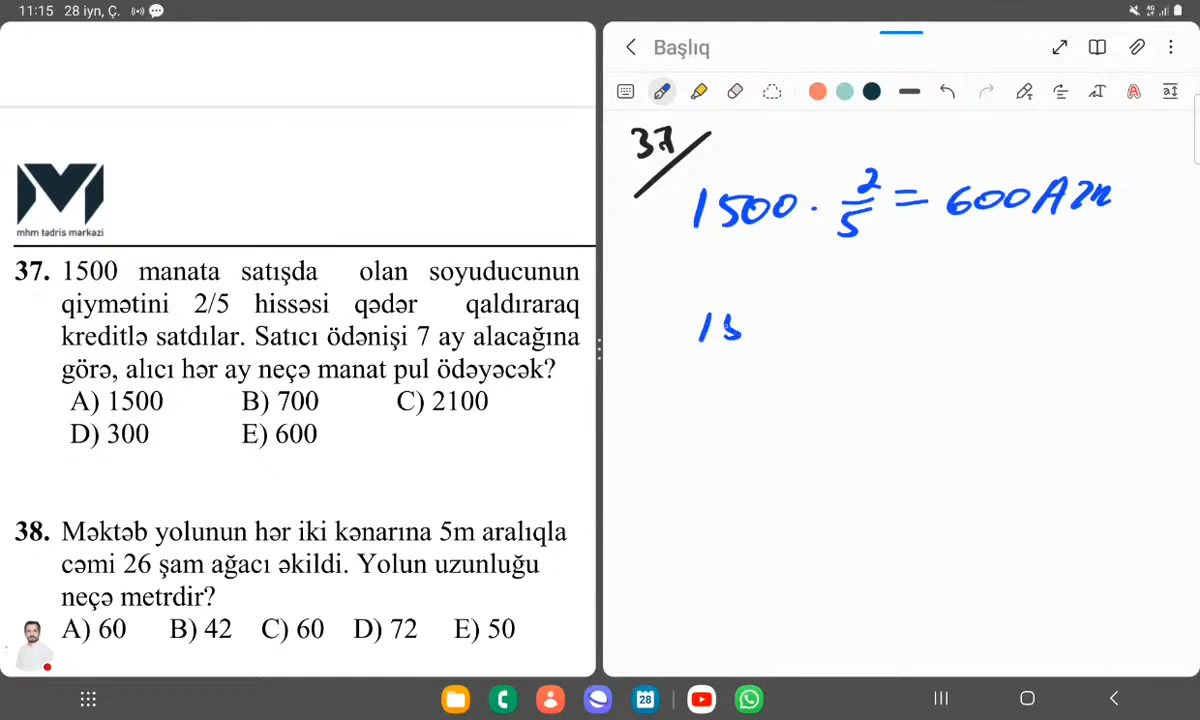 11:15 28 iyn, Ç.
4G
mhm tədris mərkəzi
37. 1500 manata satışda olan soyuducunun
qiymətini 2/5 hissəsi qədər qaldıraraq
kreditlə satdılar. Satıcı ödənişi 7 ay alacağına
görə, alıcı hər ay neçə manat pul ödəyəcək?
A) 1500 B) 700 C) 2100
D) 300 E) 600
38. Məktəb yolunun hər iki kənarına 5m aralıqla
cəmi 26 şam ağacı əkildi. Yolun uzunluğu
neçə metrdir?
A) 60 B) 42 C) 60 D) 72 E) 50
Başlıq
37
1500 · 2/5 = 600 Azn
15
28